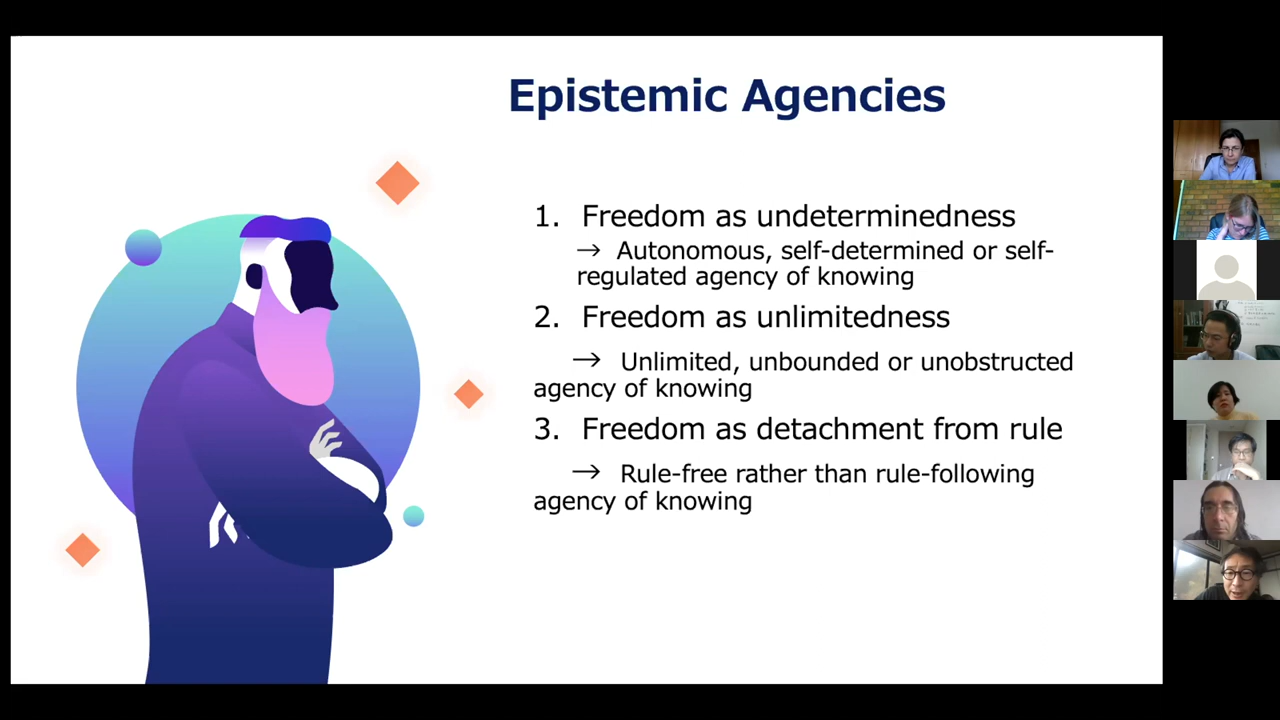 Epistemic Agencies
1. Freedom as undeterminedness
→ Autonomous, self-determined or self-
regulated agency of knowing
2. Freedom as unlimitedness
→ Unlimited, unbounded or unobstructed
agency of knowing
3. Freedom as detachment from rule
→ Rule-free rather than rule-following
agency of knowing